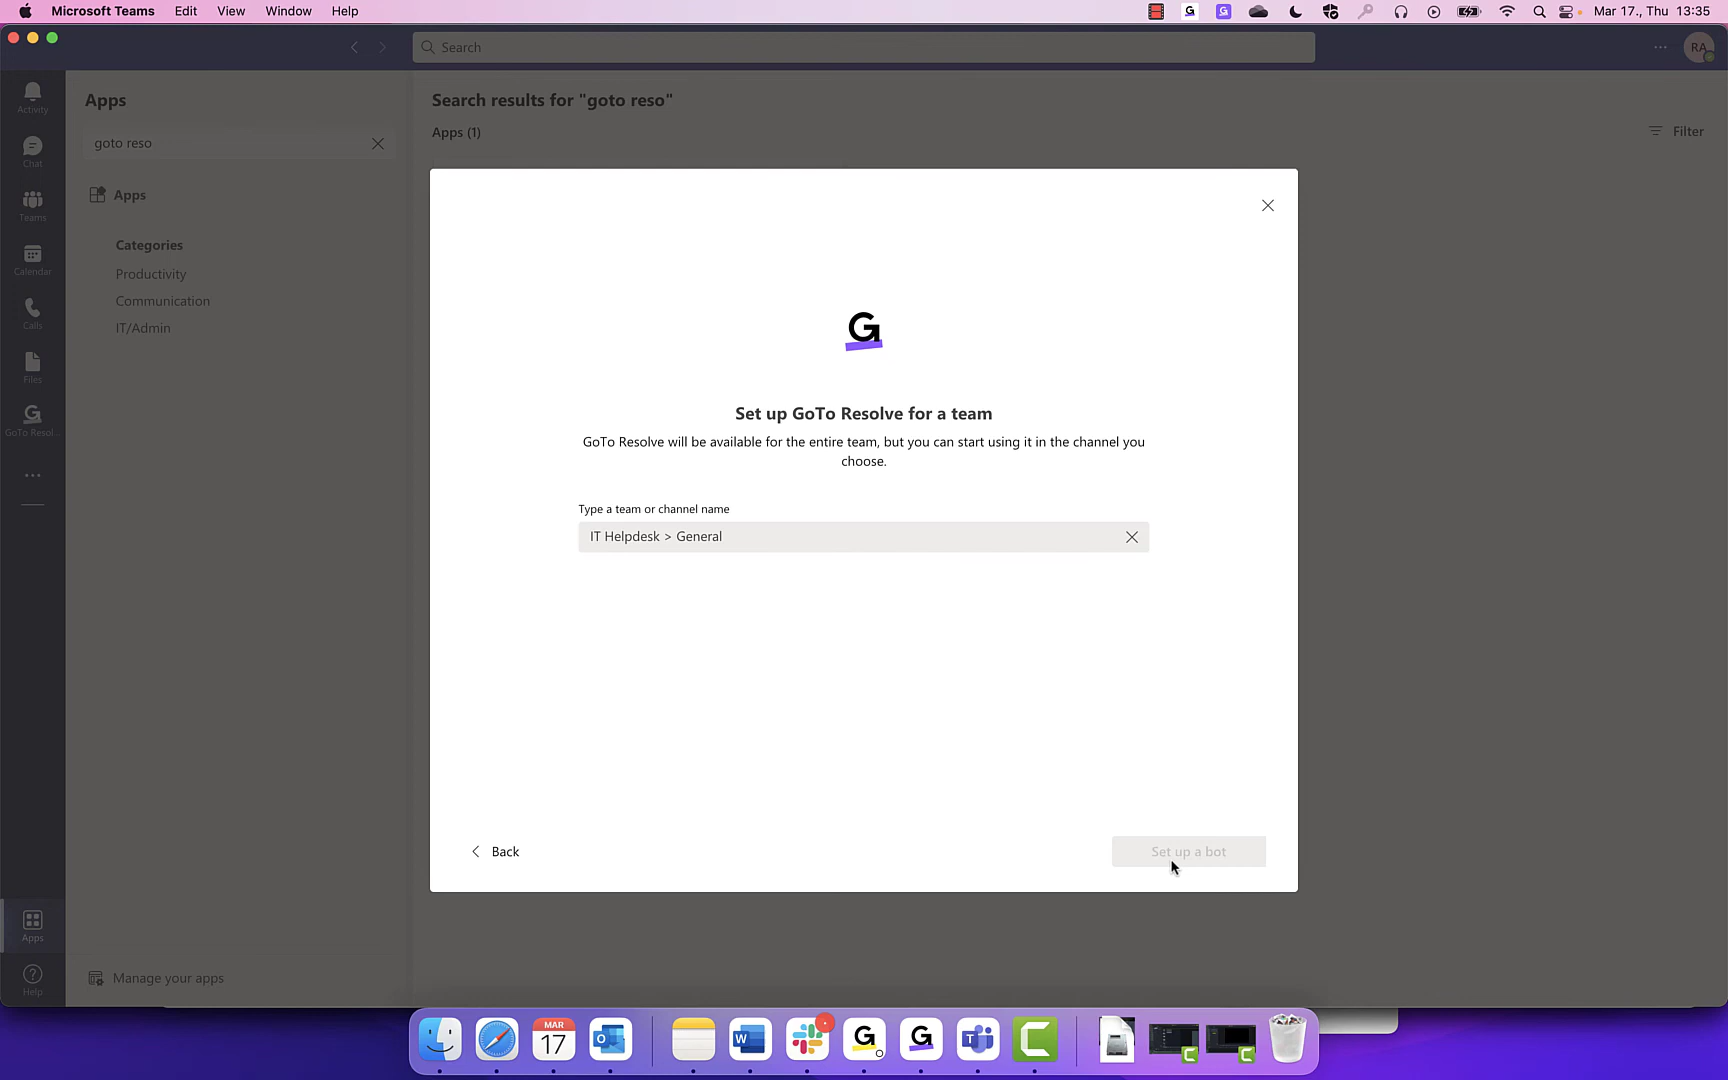 Microsoft Teams Edit View Window Help
Mar 17., Thu 13:35
Search
RA
Activity
Chat
Teams
Calendar
Calls
Files
GoTo Resol...
Apps
Help
Apps
goto reso
Apps
Categories
Productivity
Communication
IT/Admin
Manage your apps
Search results for "goto reso"
Apps (1)
Filter
G
Set up GoTo Resolve for a team
GoTo Resolve will be available for the entire team, but you can start using it in the channel you
choose.
Type a team or channel name
IT Helpdesk > General
Back
Set up a bot
MAR
17